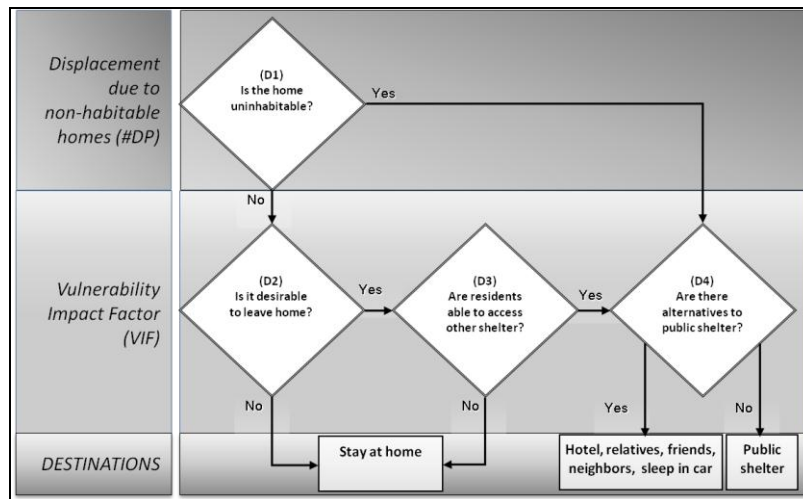 Displacement
due to
non-habitable
homes (#DP)
(D1)
Is the home
uninhabitable?
Yes
No
Vulnerability
Impact Factor
(VIF)
(D2)
Is it desirable
to leave home?
Yes
(D3)
Are residents
able to access
other shelter?
Yes
(D4)
Are there
alternatives to
public shelter?
No
No
Yes
No
DESTINATIONS
Stay at home
Hotel, relatives, friends,
neighbors, sleep in car
Public
shelter